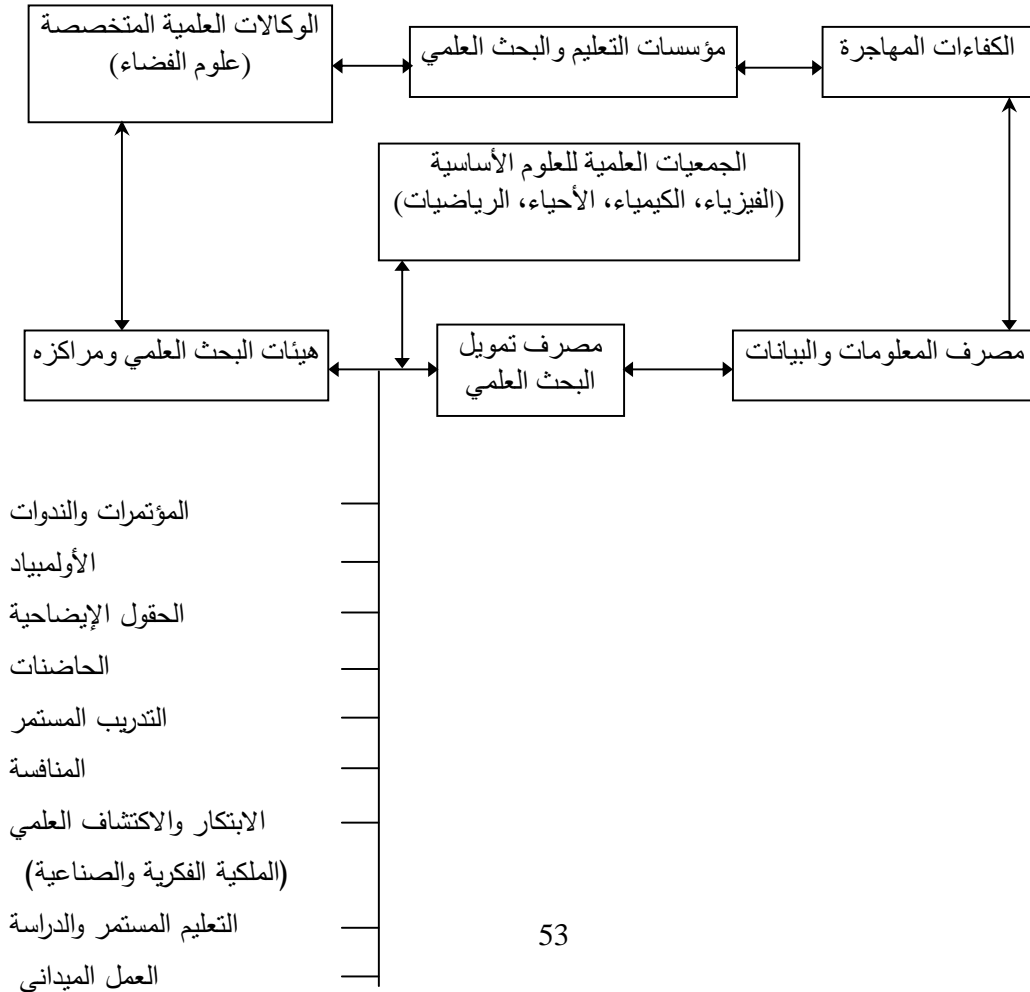 الكفاءات المهاجرة
مؤسسات التعليم والبحث العلمي
الوكالات العلمية المتخصصة
(علوم الفضاء)
الجمعيات العلمية للعلوم الأساسية
(الفيزياء، الكيمياء، الأحياء، الرياضيات)
مصرف المعلومات والبيانات
مصرف تمويل
البحث العلمي
هيئات البحث العلمي ومراكزه
المؤتمرات والندوات
الأولمبياد
الحقول الإيضاحية
الحاضنات
التدريب المستمر
المنافسة
الابتكار والاكتشاف العلمي
(الملكية الفكرية والصناعية)
التعليم المستمر والدراسة
العمل الميداني
53